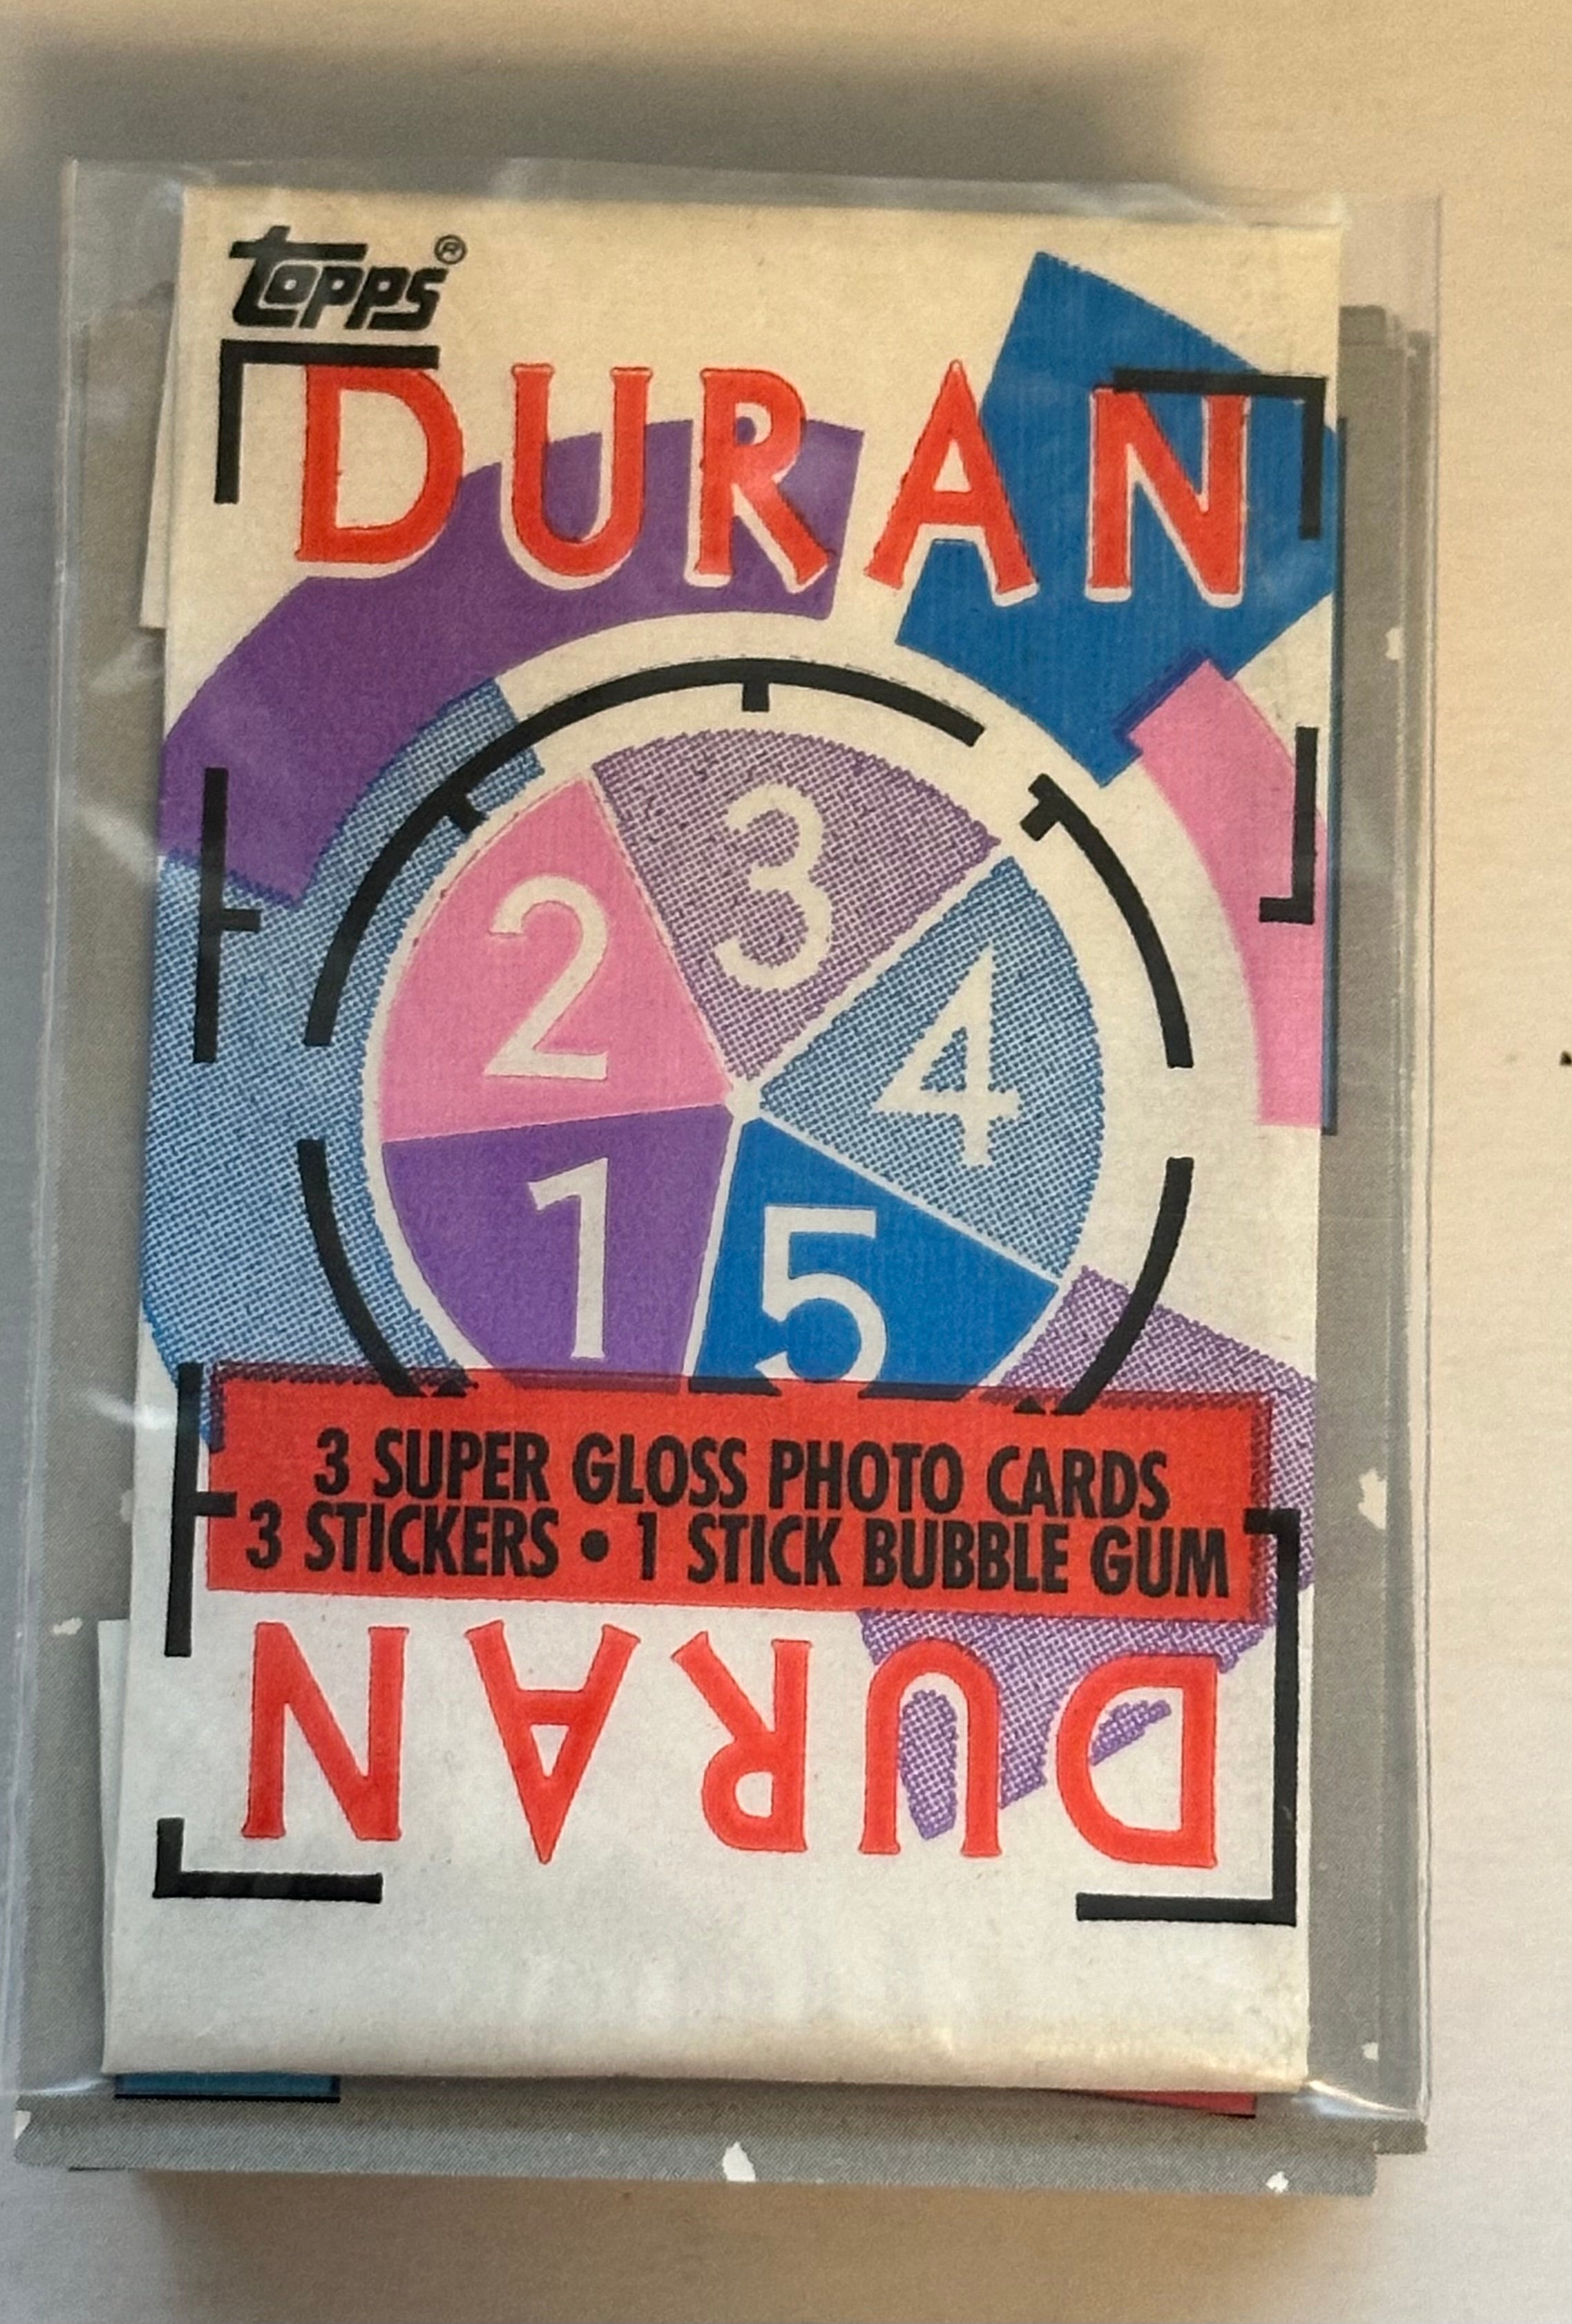 Topps®
DURAN
3
2
4
1
5
3 SUPER GLOSS PHOTO CARDS
3 STICKERS • 1 STICK BUBBLE GUM
DURAN